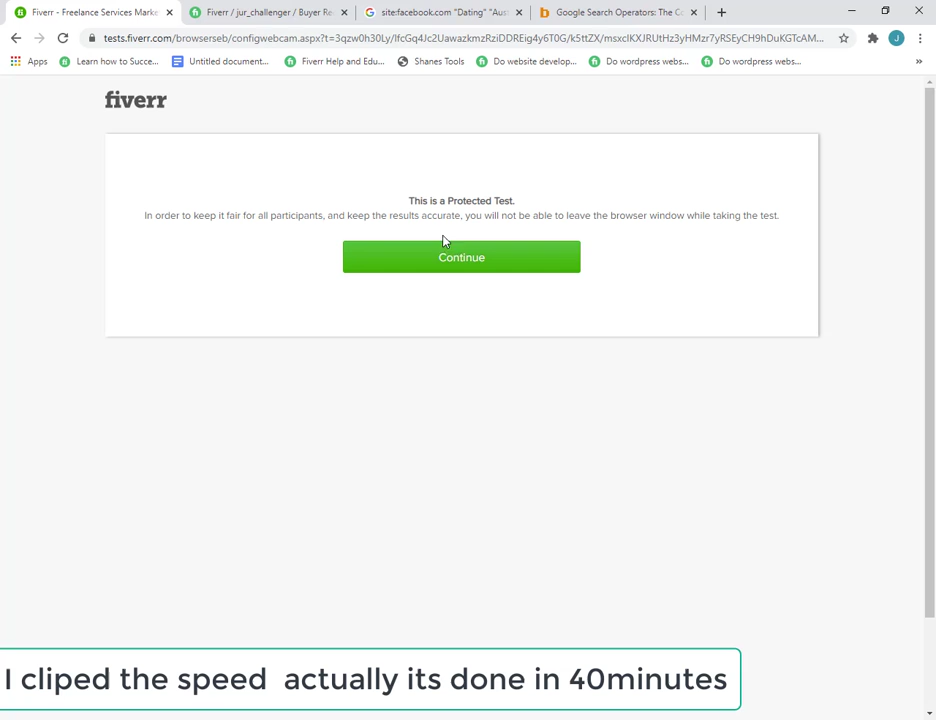 Fiverr - Freelance Services Marke
Fiverr / jur_challenger / Buyer Re
site:facebook.com "Dating" "Aus
Google Search Operators: The Co
tests.fiverr.com/browserseb/configwebcam.aspx?t=3qzw0h30Ly/IfcGq4Jc2UawazkmzRziDDREig4y6T0G/k5ttZX/msxcIKXJRUtHz3yHMzr7yRSEyCH9hDuKGTcAM...
J
Apps
Learn how to Succe...
Untitled document...
Fiverr Help and Edu...
Shanes Tools
Do website develop...
Do wordpress webs...
Do wordpress webs...
fiverr
This is a Protected Test.
In order to keep it fair for all participants, and keep the results accurate, you will not be able to leave the browser window while taking the test.
Continue
I cliped the speed actually its done in 40minutes